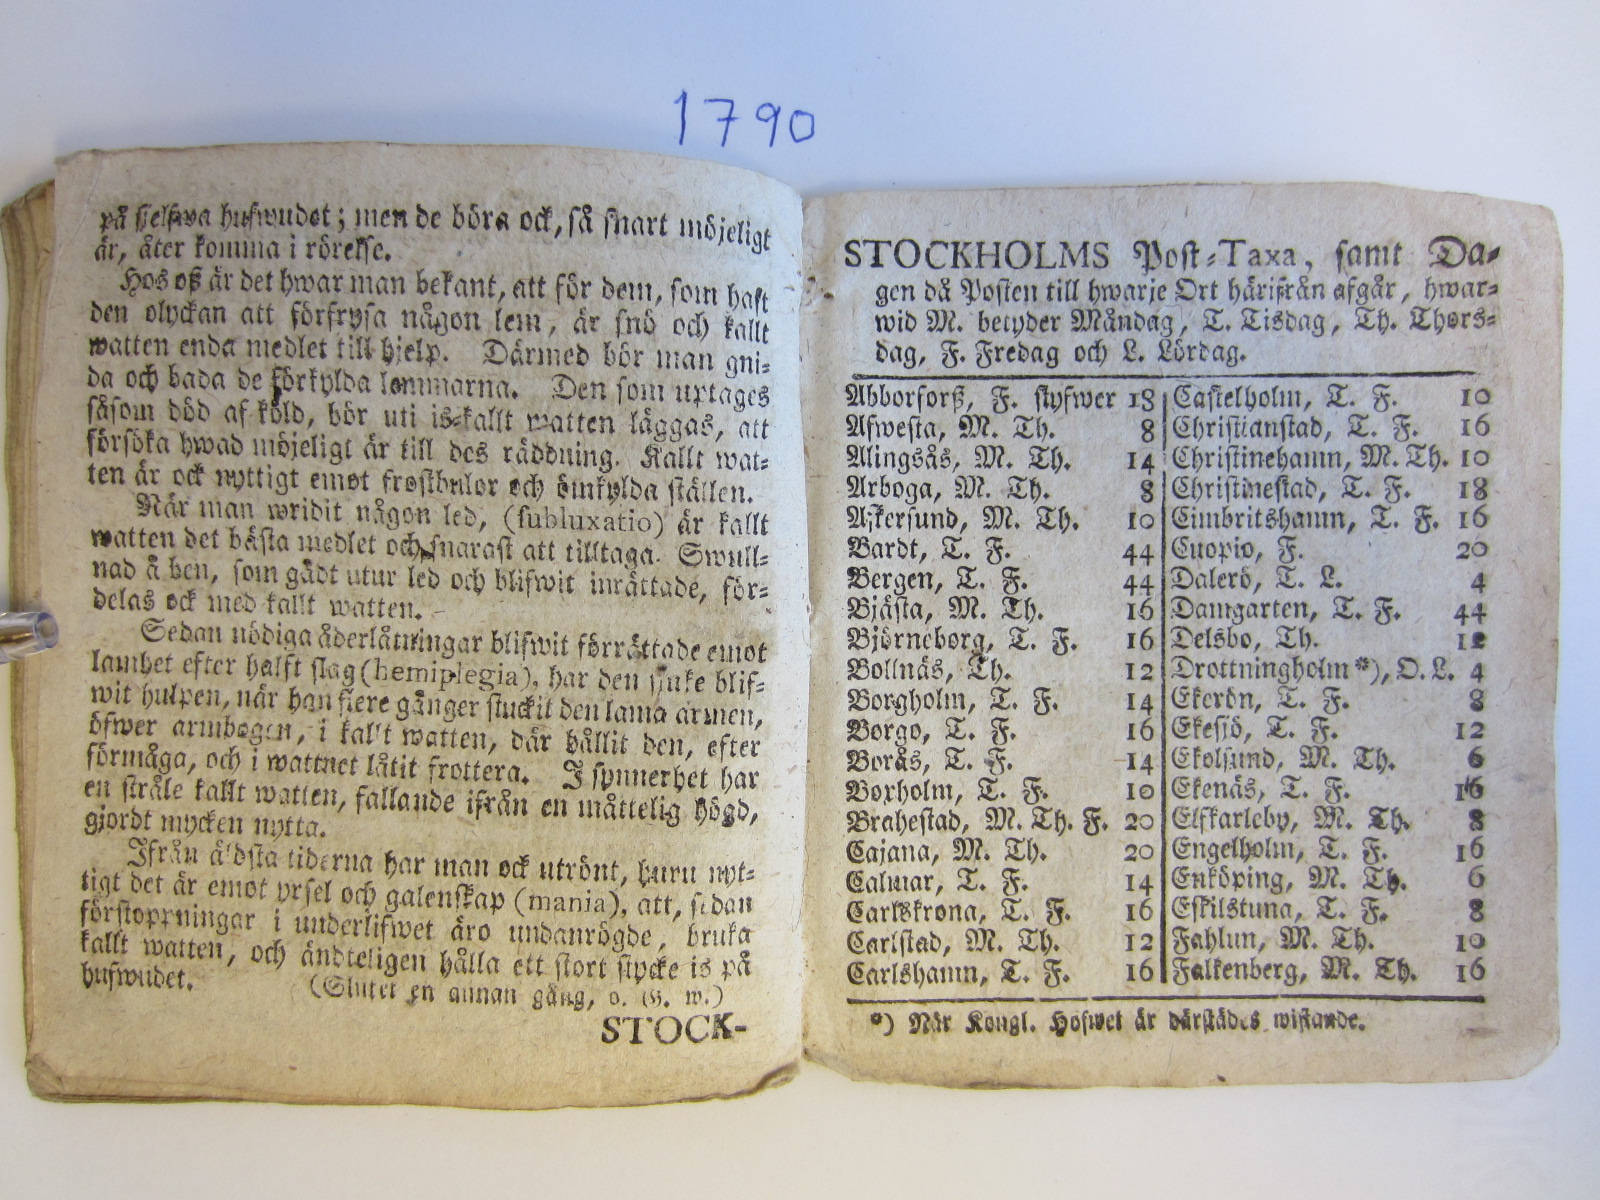 1790
på sjelfwa hufwudet; men de böra ock, så snart möjeligt
är, åter komma i rörelse.
Hos oß är det hwar man bekant, att för dem, som haft
den olyckan att förfrysa någon lem, är snö och kallt
watten enda medlet till hjelp. Därmed bör man gni-
da och bada de förkylda lemmarna. Den som uptages
såsom död af köld, bör uti is-kallt watten läggas, att
försöka hwad möjeligt är till des räddning. Kallt wat-
ten är ock nyttigt emot frostbulor och ömkylda ställen.
När man wridit någon led, (subluxatio) är kallt
watten det bästa medlet och snarast att tilltaga. Swull-
nad å ben, som gådt utur led och blifwit inrättade, för-
delas ock med kallt watten.
Sedan nödiga åderlåtningar blifwit förrättade emot
lamhet efter halft slag (hemiplegia), har den sjuke blif-
wit hulpen, når han flere gånger stuckit den lama armen,
öfwer armbogen, i kallt watten, där hållit den, efter
förmåga, och i wattnet låtit frottera. I synnerhet har
en stråle kallt watten, fallande ifrån en måttelig högd,
gjordt mycken nytta.
Ifrån äldsta tiderna har man ock utrönt, huru nyt-
tigt det är emot yrsel och galenskap (mania), att, sedan
förstoppningar i underlifwet äro undanrögde, bruka
kallt watten, och ändteligen hålla ett stort stycke is på
hufwudet. (Slutet en annan gång, o. G. w.)
STOCK-
STOCKHOLMS Post-Taxa, samt Da-
gen då Posten till hwarje Ort härifrån afgår, hwar-
wid M. betyder Måndag, T. Tisdag, Th. Thors-
dag, F. Fredag och L. Lördag.
Abborforß, F. styfwer 18
Afwesta, M. Th. 8
Alingsås, M. Th. 14
Arboga, M. Th. 8
Askersund, M. Th. 10
Bardt, T. F. 44
Bergen, T. F. 44
Bjästa, M. Th. 16
Björneborg, T. F. 16
Bollnäs, Th. 12
Borgholm, T. F. 14
Borgo, T. F. 16
Borås, T. F. 14
Boxholm, T. F. 10
Brahestad, M. Th. F. 20
Cajana, M. Th. 20
Calmar, T. F. 14
Carlskrona, T. F. 16
Carlstad, M. Th. 12
Carlshamn, T. F. 16
Castelholm, T. F. 10
Christianstad, T. F. 16
Christinehamn, M. Th. 10
Christinestad, T. F. 18
Cimbritshamn, T. F. 16
Cuopio, F. 20
Dalerö, T. L. 4
Damgarten, T. F. 44
Delsbo, Th. 12
Drottningholm *), O. L. 4
Ekerön, T. F. 8
Ekesjö, T. F. 12
Ekolsund, M. Th. 6
Ekenäs, T. F. 16
Elfkarleby, M. Th. 8
Engelholm, T. F. 16
Enköping, M. Th. 6
Eskilstuna, T. F. 8
Fahlun, M. Th. 10
Falkenberg, M. Th. 16
*) När Kongl. Hofwet är därstädes wistande.